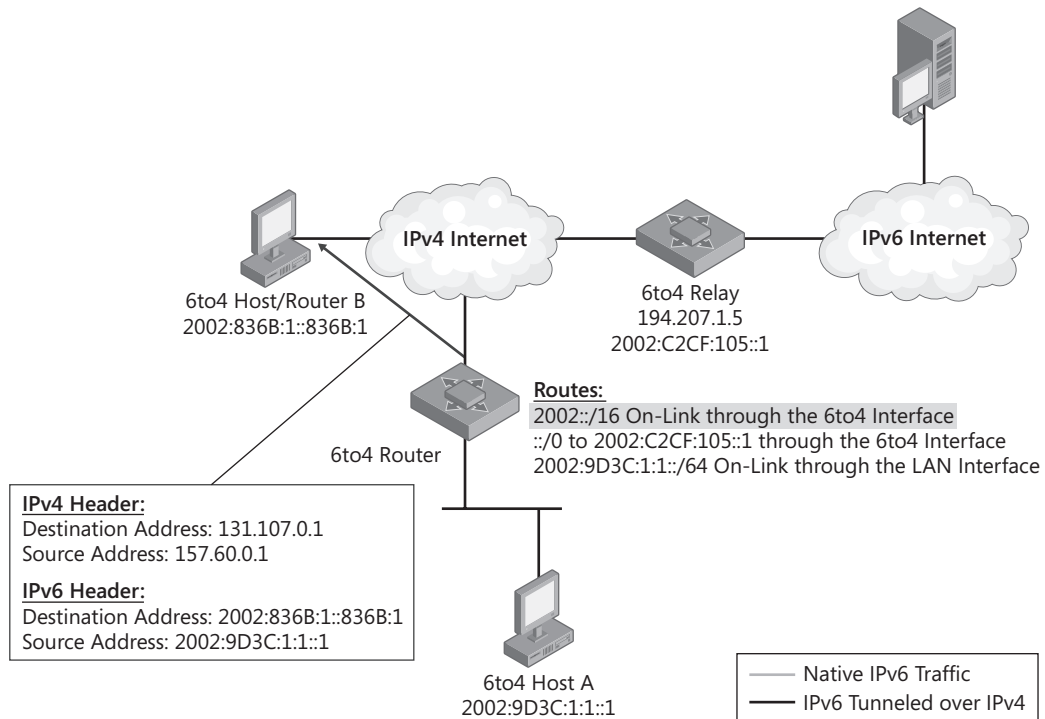 IPv4 Internet
IPv6 Internet
6to4 Host/Router B
2002:836B:1::836B:1
6to4 Relay
194.207.1.5
2002:C2CF:105::1
6to4 Router
Routes:
2002::/16 On-Link through the 6to4 Interface
::/0 to 2002:C2CF:105::1 through the 6to4 Interface
2002:9D3C:1:1::/64 On-Link through the LAN Interface
IPv4 Header:
Destination Address: 131.107.0.1
Source Address: 157.60.0.1
IPv6 Header:
Destination Address: 2002:836B:1::836B:1
Source Address: 2002:9D3C:1:1::1
6to4 Host A
2002:9D3C:1:1::1
Native IPv6 Traffic
IPv6 Tunneled over IPv4